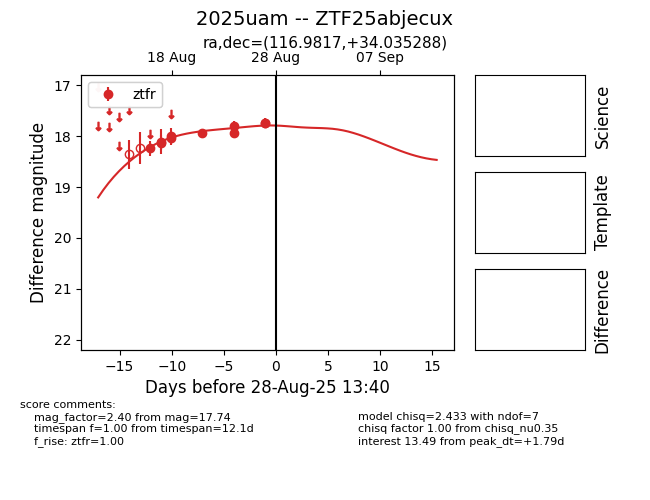 2025uam -- ZTF25abjecux
ra,dec=(116.9817,+34.035288)
18 Aug 28 Aug 07 Sep
ztfr
17
18
19
20
21
22
Difference magnitude
−15 −10 −5 0 5 10 15
Days before 28-Aug-25 13:40
Science
Template
Difference
score comments:
mag_factor=2.40 from mag=17.74
timespan f=1.00 from timespan=12.1d
f_rise: ztfr=1.00
model chisq=2.433 with ndof=7
chisq factor 1.00 from chisq_nu0.35
interest 13.49 from peak_dt=+1.79d